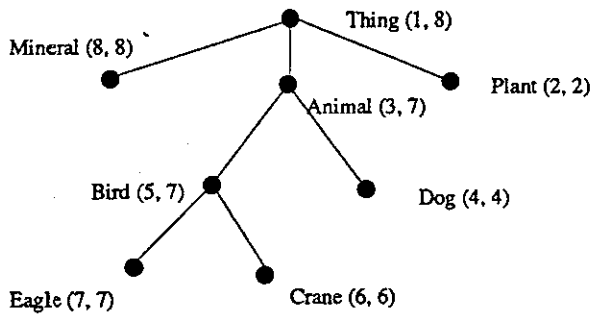 Thing (1, 8)
Mineral (8, 8)
Plant (2, 2)
Animal (3, 7)
Bird (5, 7)
Dog (4, 4)
Eagle (7, 7)
Crane (6, 6)